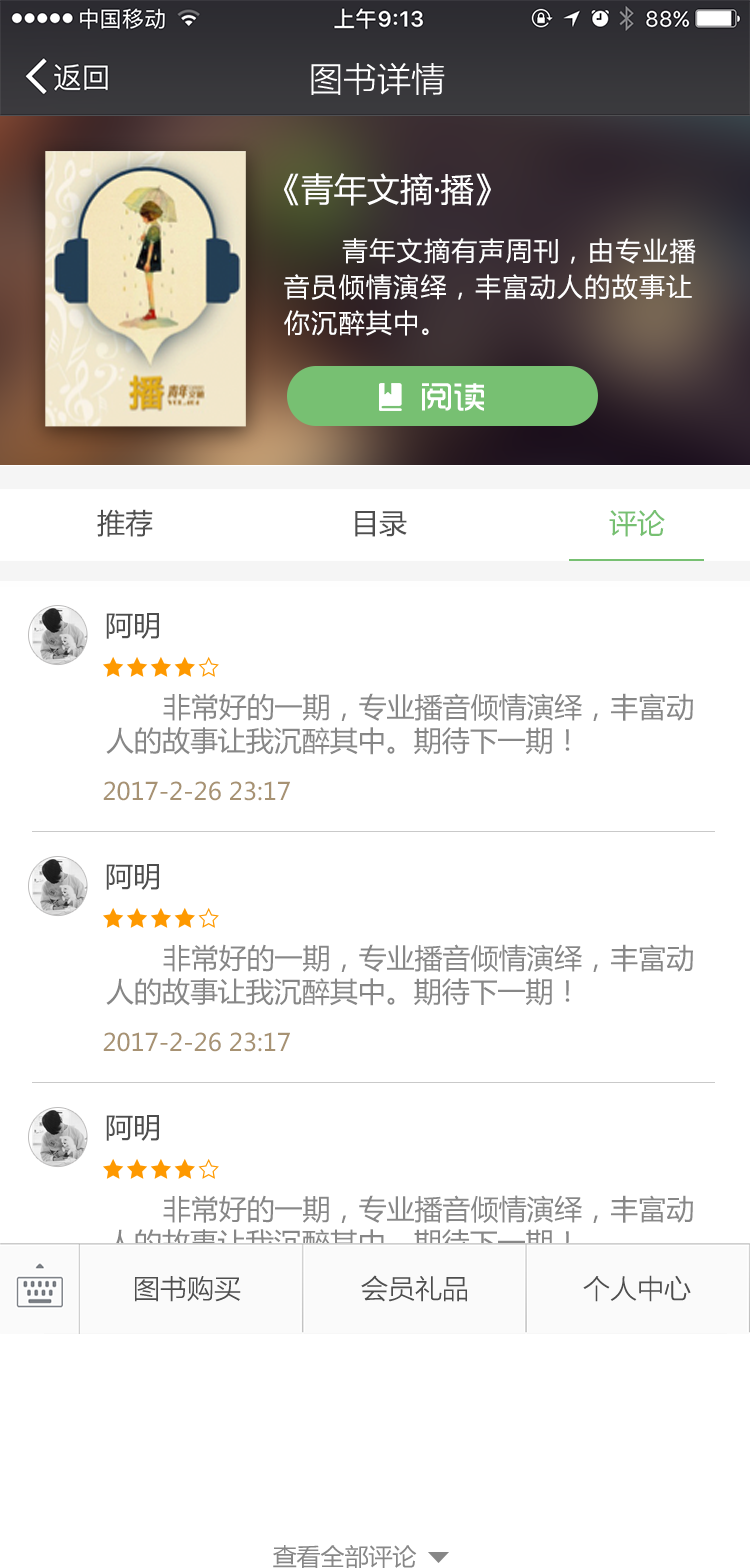 中国移动 上午9:13 88%
返回 图书详情
《青年文摘·播》
青年文摘有声周刊，由专业播
音员倾情演绎，丰富动人的故事让
你沉醉其中。
播 青年文摘
阅读
推荐 目录 评论
阿明
非常好的一期，专业播音倾情演绎，丰富动
人的故事让我沉醉其中。期待下一期！
2017-2-26 23:17
阿明
非常好的一期，专业播音倾情演绎，丰富动
人的故事让我沉醉其中。期待下一期！
2017-2-26 23:17
阿明
非常好的一期，专业播音倾情演绎，丰富动
人的故事让我沉醉其中。期待下一期！
图书购买 会员礼品 个人中心
查看全部评论